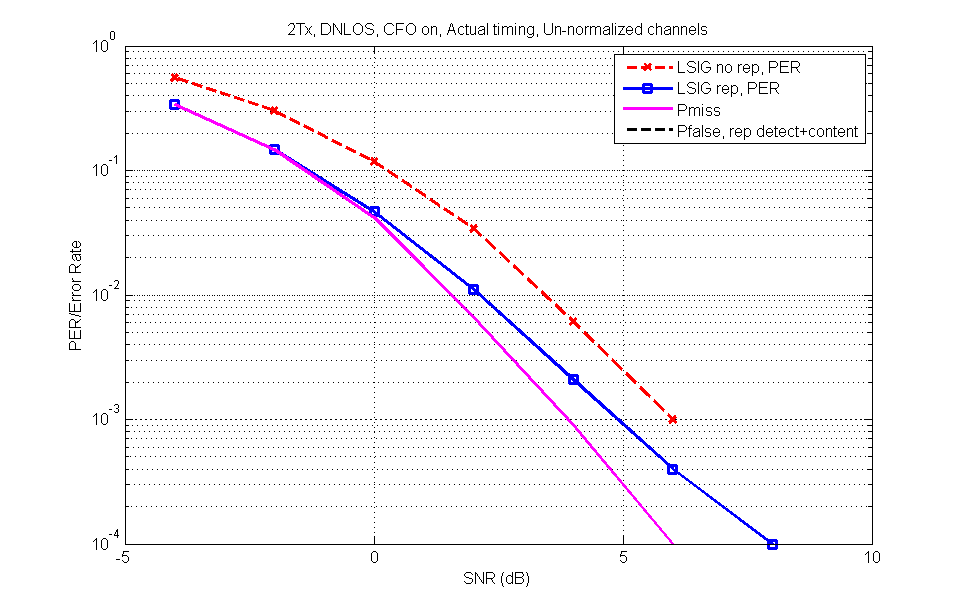 2Tx, DNLOS, CFO on, Actual timing, Un-normalized channels
10^0
LSIG no rep, PER
LSIG rep, PER
Pmiss
Pfalse, rep detect+content
10^-1
PER/Error Rate
10^-2
10^-3
10^-4
-5 0 5 10
SNR (dB)